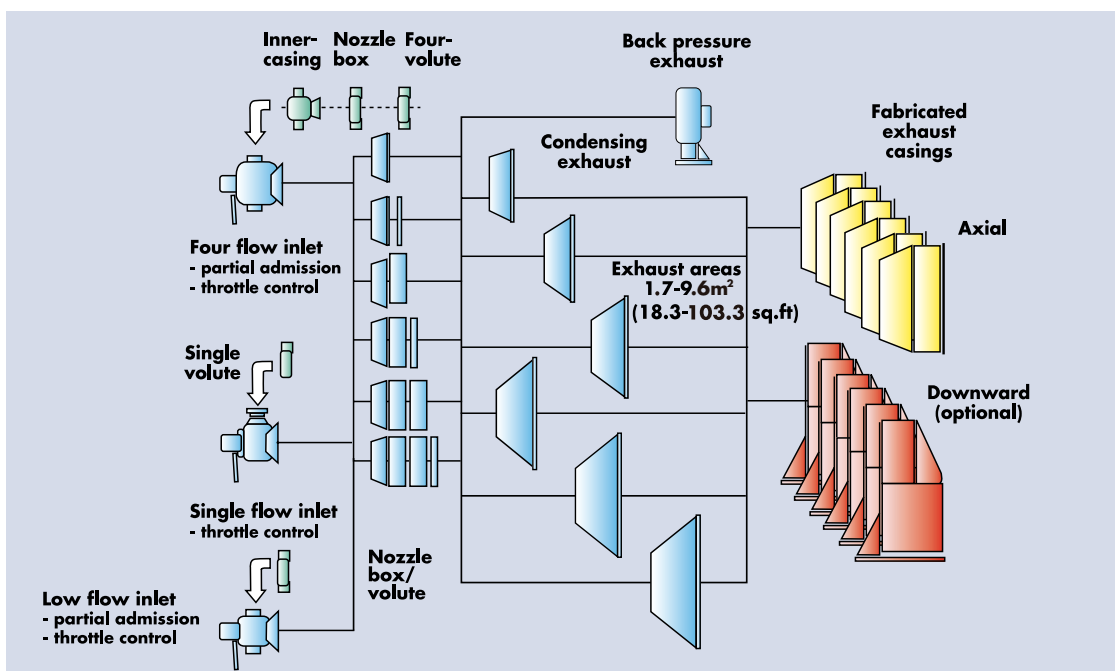 Inner-
casing
Nozzle
box
Four-
volute
Back pressure
exhaust
Condensing
exhaust
Fabricated
exhaust
casings
Axial
Four flow inlet
- partial admission
- throttle control
Exhaust areas
1.7-9.6m²
(18.3-103.3 sq.ft)
Single
volute
Downward
(optional)
Single flow inlet
- throttle control
Nozzle
box/
volute
Low flow inlet
- partial admission
- throttle control